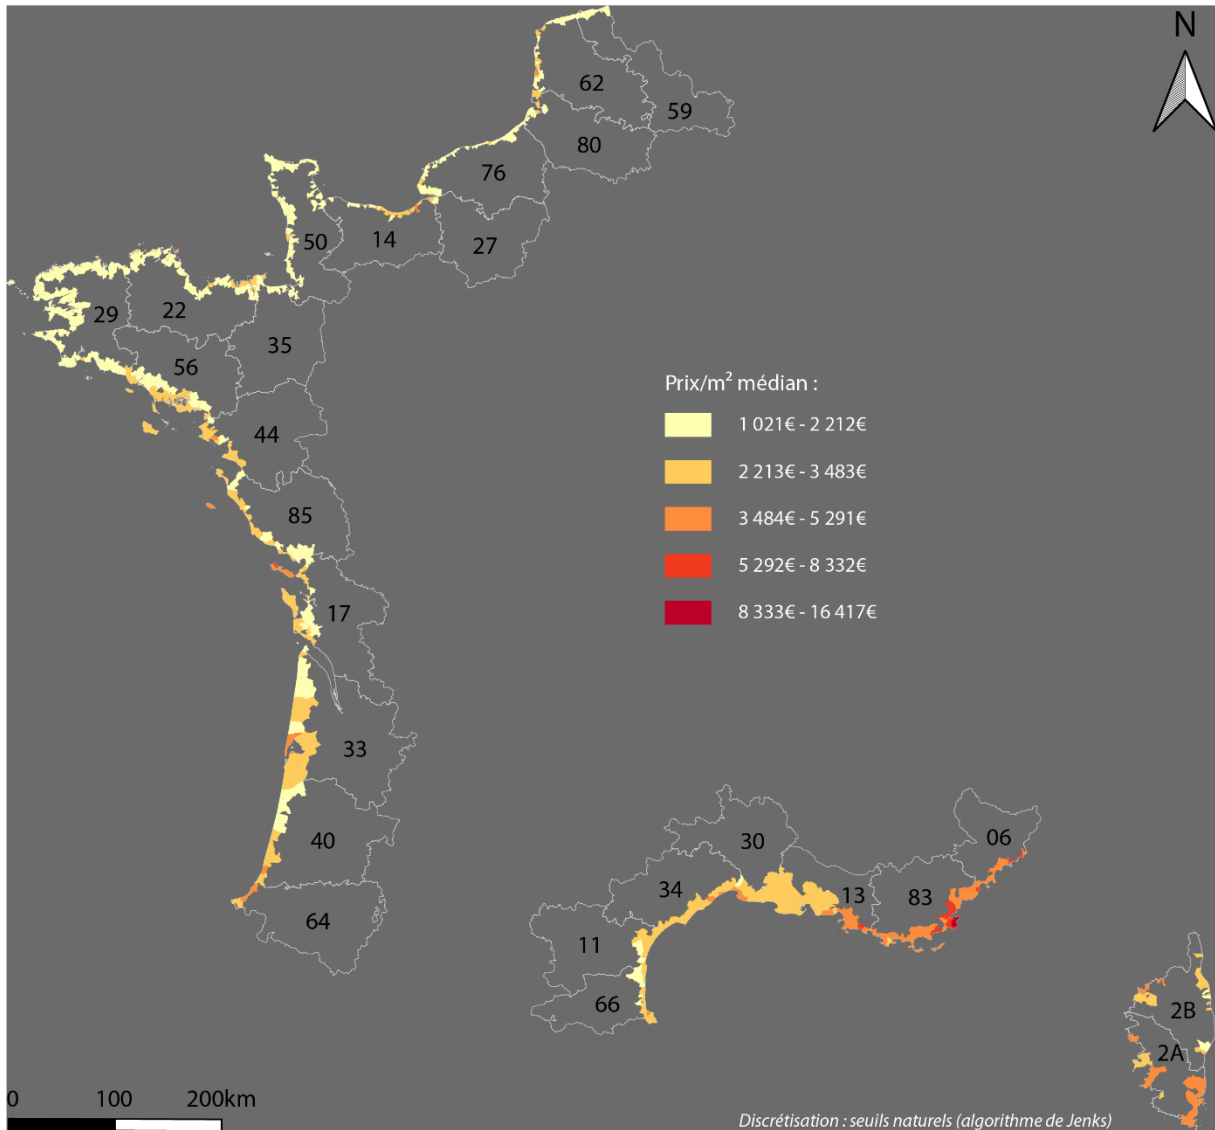 N
62
59
80
76
50
14
27
29
22
35
56
44
Prix/m² médian :
1 021€ - 2 212€
2 213€ - 3 483€
3 484€ - 5 291€
5 292€ - 8 332€
8 333€ - 16 417€
85
17
33
40
64
30
06
34
13
83
11
66
2B
2A
0 100 200km
Discrétisation : seuils naturels (algorithme de Jenks)